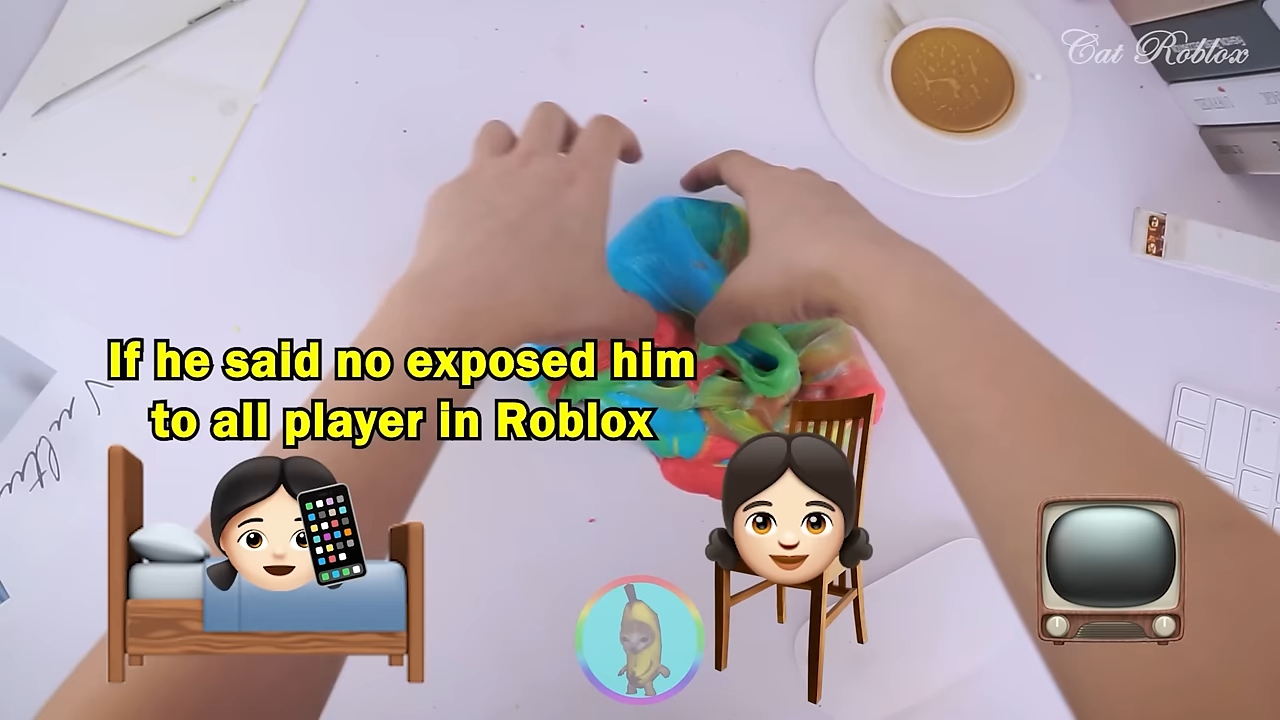 Cat Roblox
If he said no exposed him
to all player in Roblox